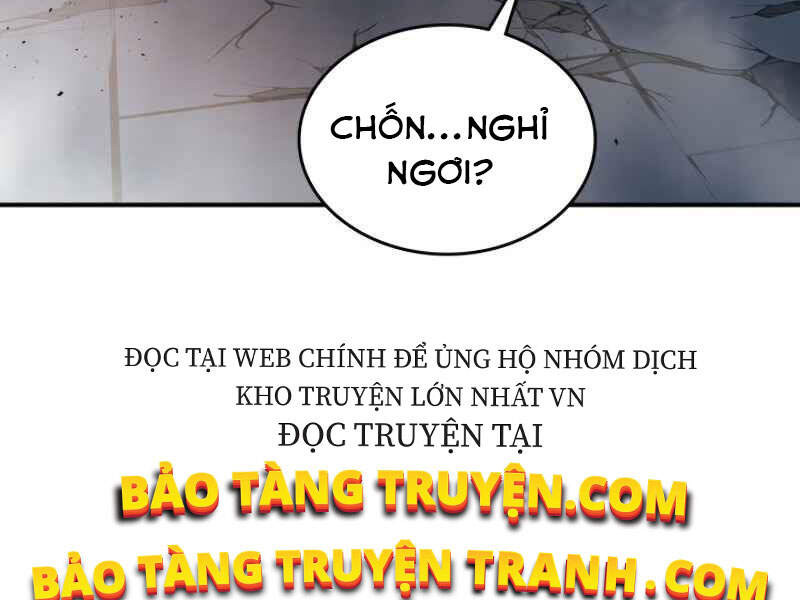 CHỐN...NGHỈ
NGƠI?
ĐỌC TẠI WEB CHÍNH ĐỂ ỦNG HỘ NHÓM DỊCH
KHO TRUYỆN LỚN NHẤT VN
ĐỌC TRUYỆN TẠI
BẢO TÀNG TRUYỆN.COM
BẢO TÀNG TRUYỆN TRANH.COM